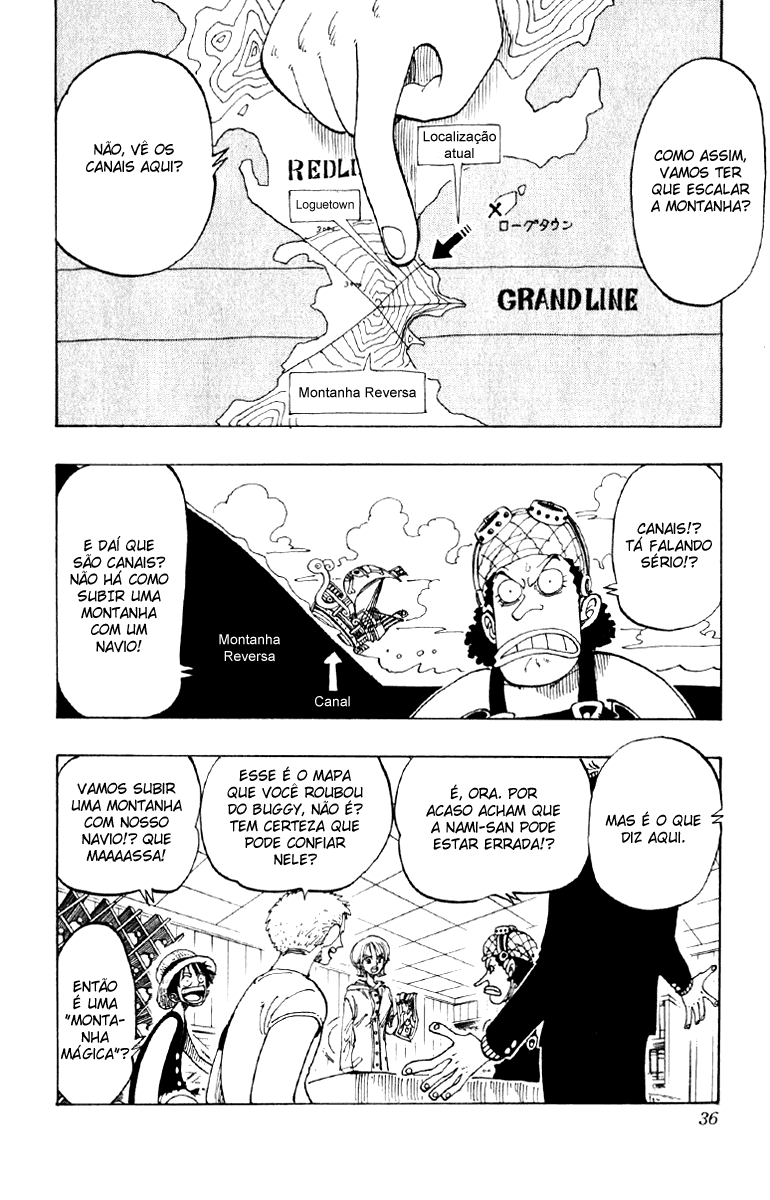 COMO ASSIM,
VAMOS TER
QUE ESCALAR
A MONTANHA?
NÃO, VÊ OS
CANAIS AQUI?
Localização
atual
REDLI
Loguetown
ローグタウン
GRAND LINE
Montanha Reversa
CANAIS!?
TÁ FALANDO
SÉRIO!?
E DAÍ QUE
SÃO CANAIS?
NÃO HÁ COMO
SUBIR UMA
MONTANHA
COM UM
NAVIO!
Montanha
Reversa
Canal
MAS É O QUE
DIZ AQUI.
É, ORA. POR
ACASO ACHAM QUE
A NAMI-SAN PODE
ESTAR ERRADA!?
ESSE É O MAPA
QUE VOCÊ ROUBOU
DO BUGGY, NÃO É?
TEM CERTEZA QUE
PODE CONFIAR
NELE?
VAMOS SUBIR
UMA MONTANHA
COM NOSSO
NAVIO!? QUE
MAAAASSA!
ENTÃO
É UMA
"MONTA-
NHA
MÁGICA"?
36